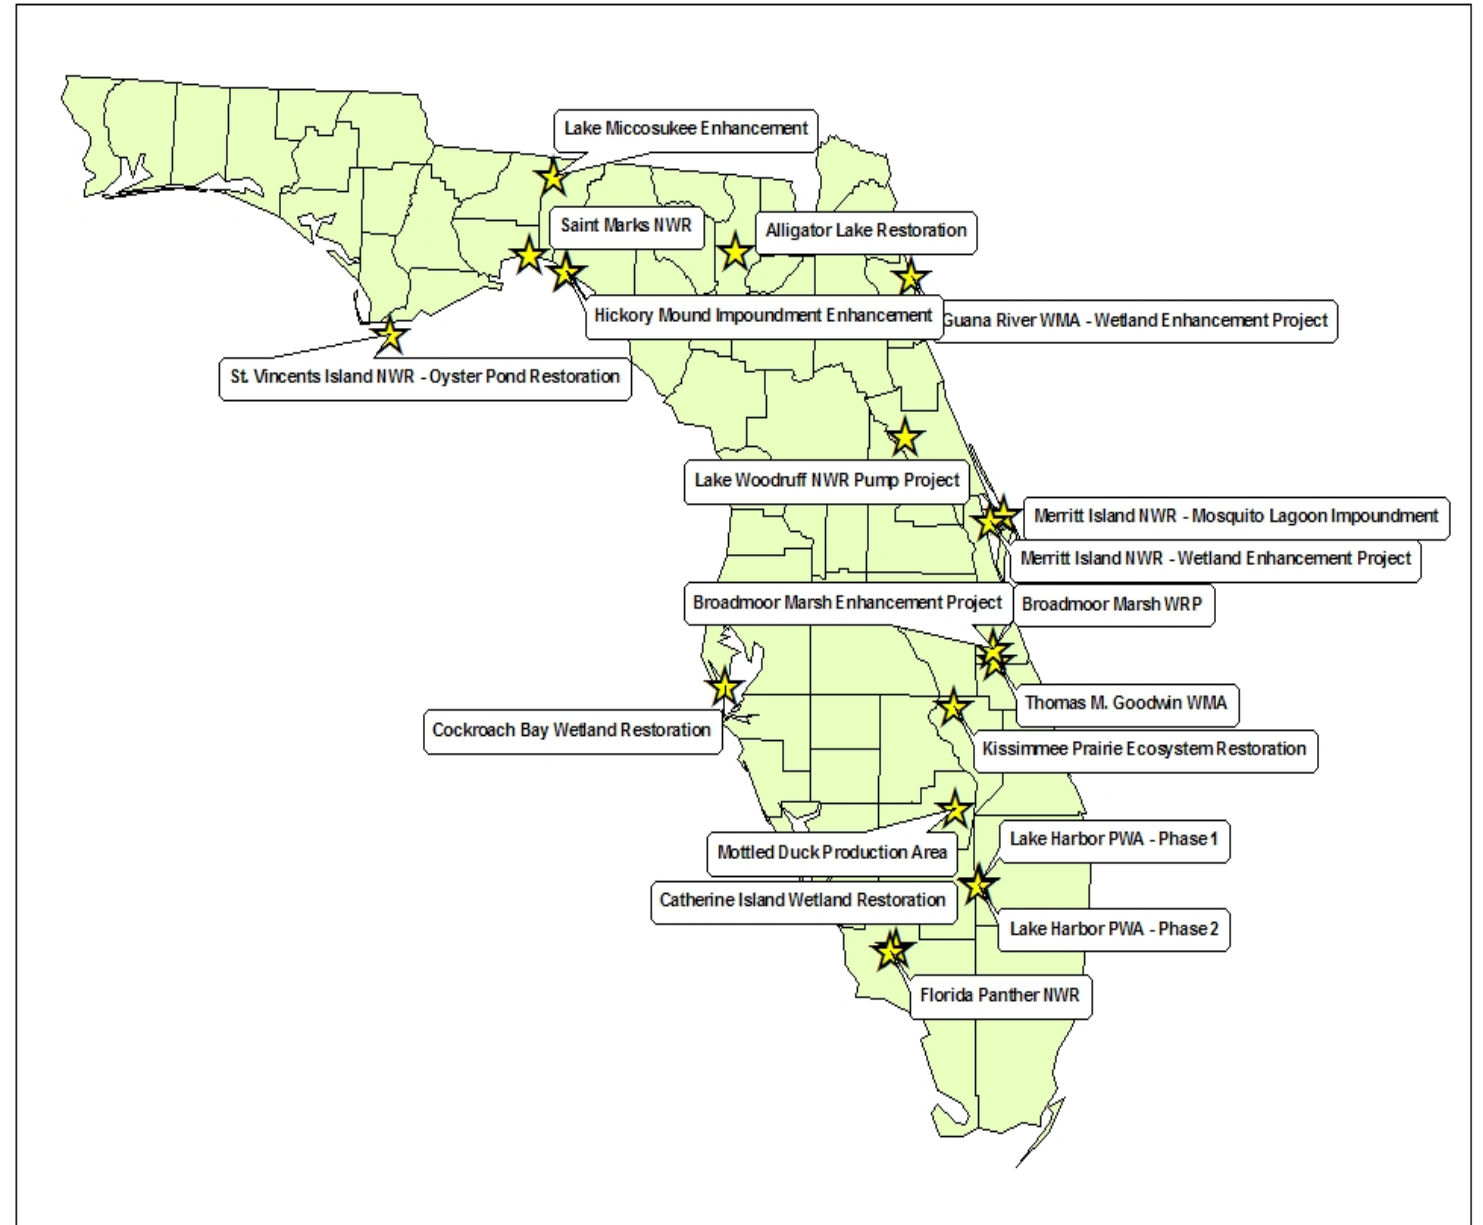 Lake Miccosukee Enhancement
Saint Marks NWR
Alligator Lake Restoration
Hickory Mound Impoundment Enhancement
Guana River WMA - Wetland Enhancement Project
St. Vincents Island NWR - Oyster Pond Restoration
Lake Woodruff NWR Pump Project
Merritt Island NWR - Mosquito Lagoon Impoundment
Merritt Island NWR - Wetland Enhancement Project
Broadmoor Marsh Enhancement Project
Broadmoor Marsh WRP
Thomas M. Goodwin WMA
Cockroach Bay Wetland Restoration
Kissimmee Prairie Ecosystem Restoration
Lake Harbor PWA - Phase 1
Mottled Duck Production Area
Catherine Island Wetland Restoration
Lake Harbor PWA - Phase 2
Florida Panther NWR